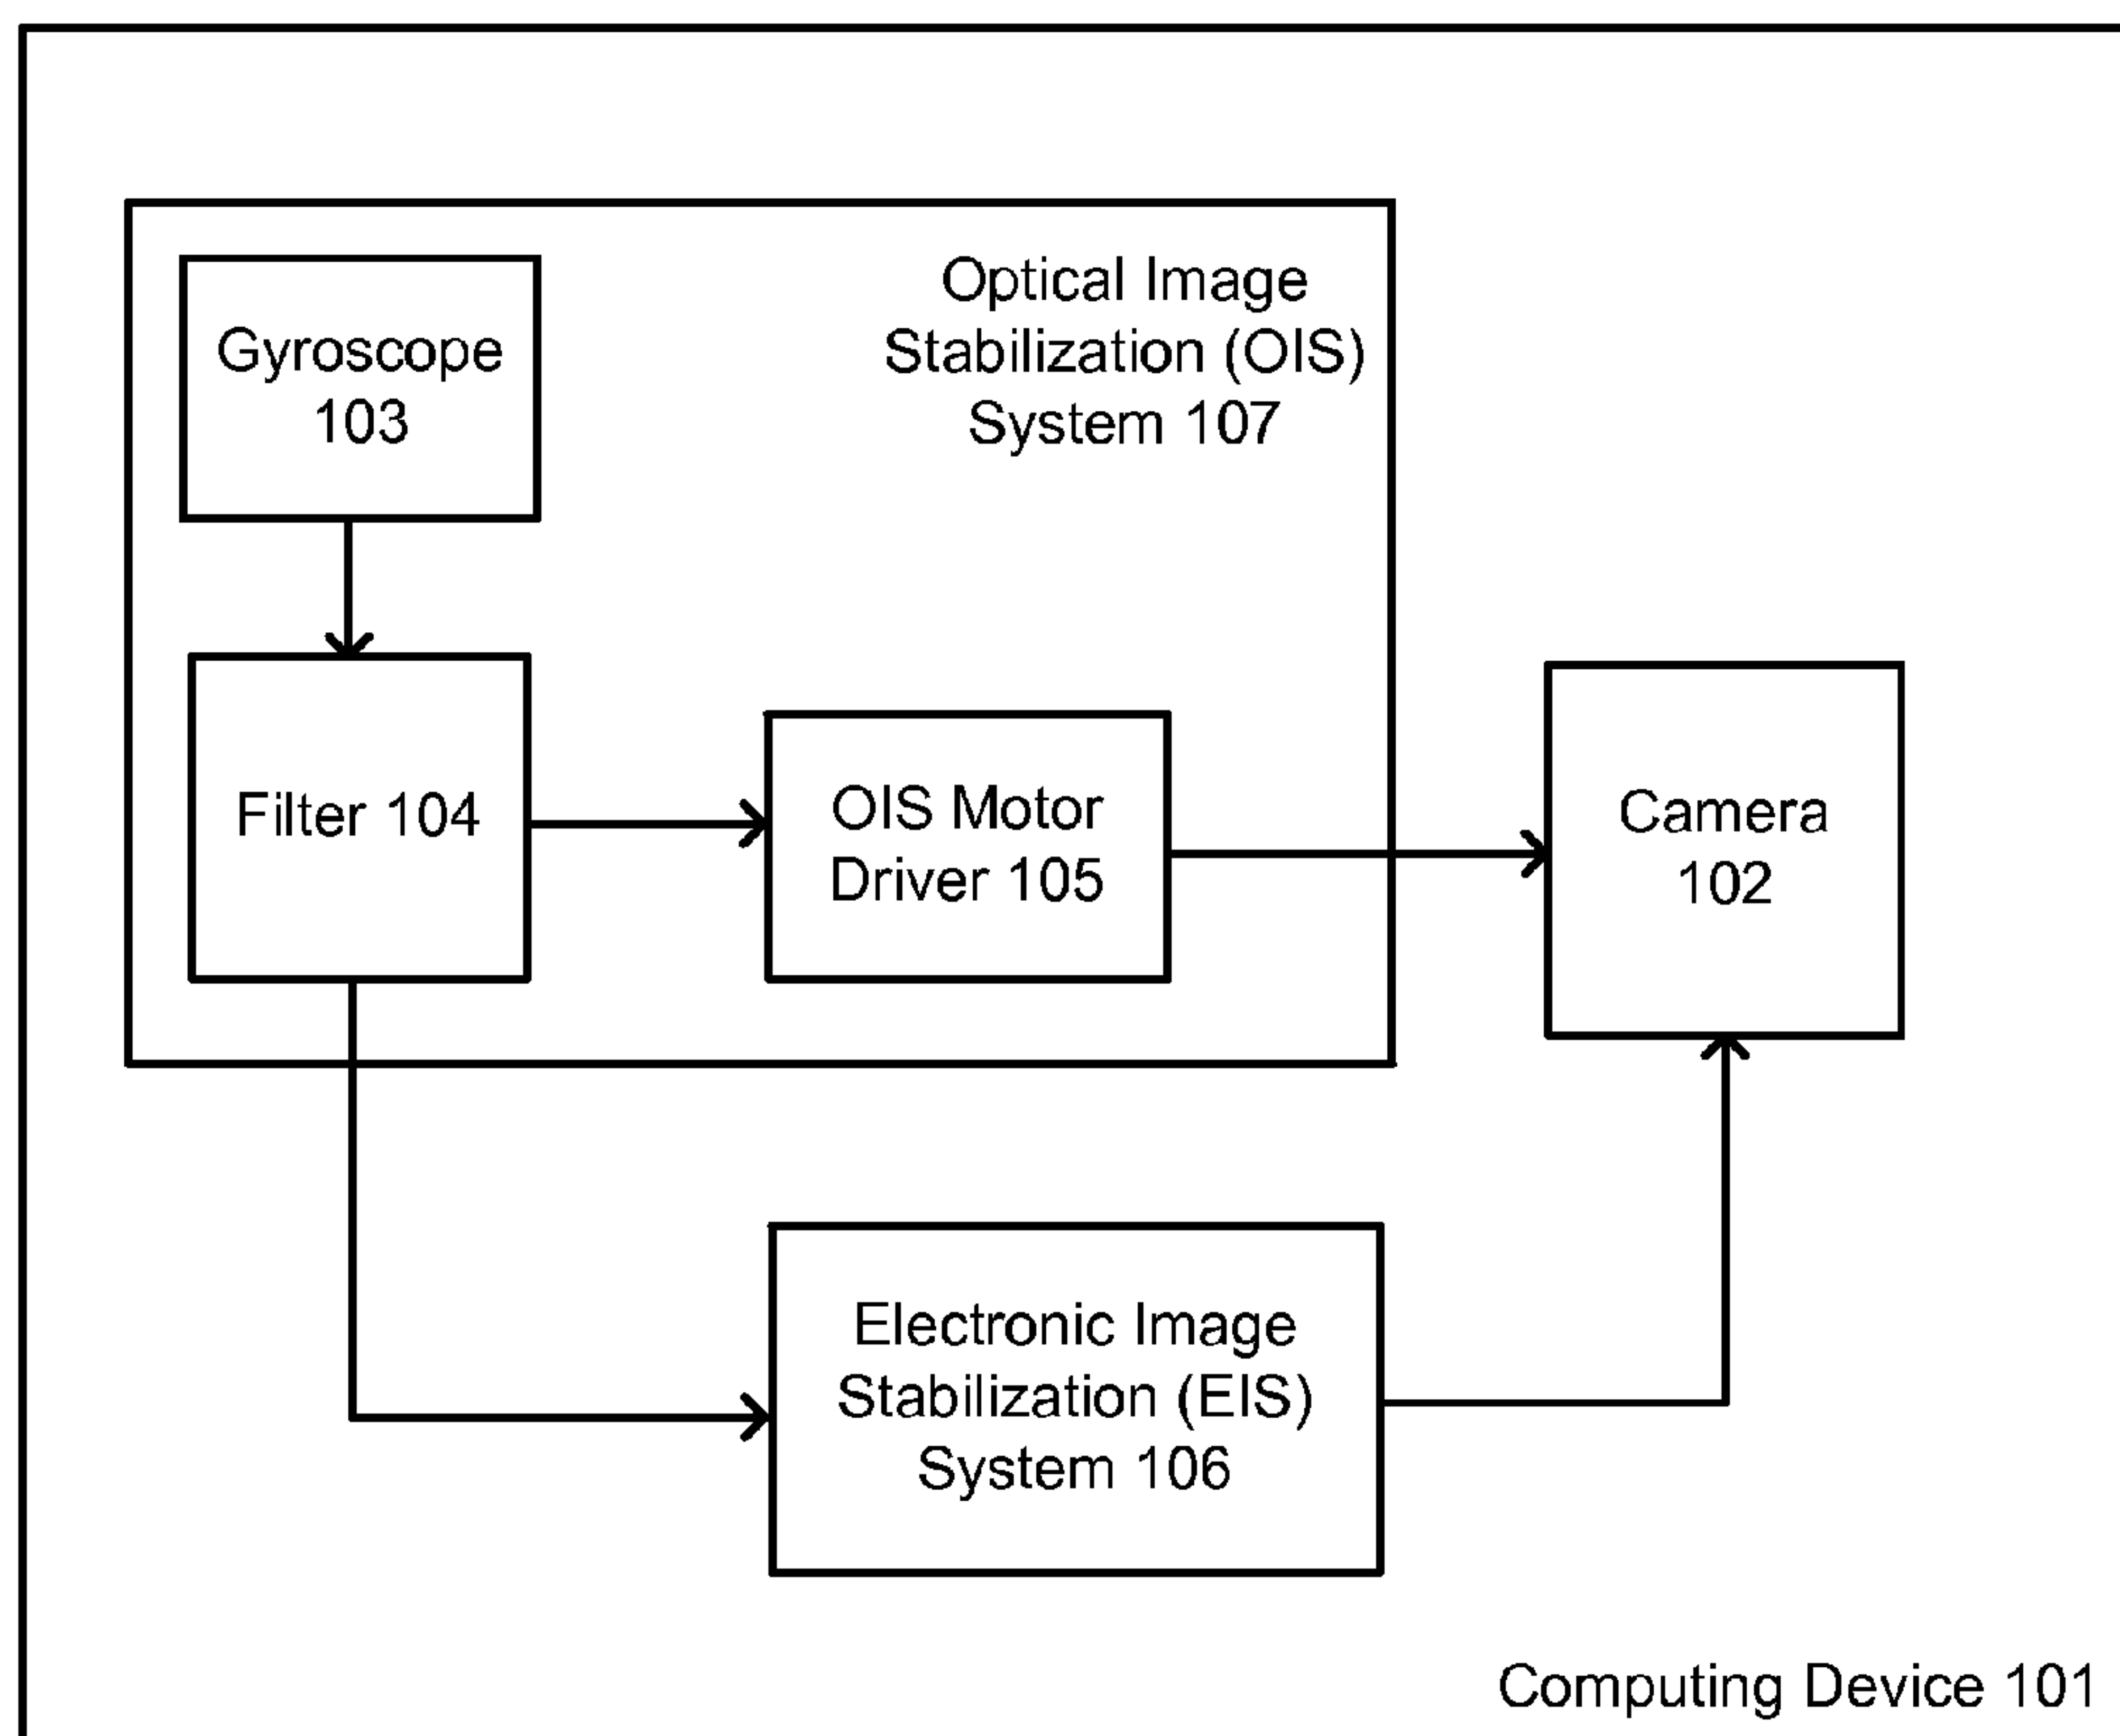 Gyroscope
103
Optical Image
Stabilization (OIS)
System 107
Filter 104
OIS Motor
Driver 105
Camera
102
Electronic Image
Stabilization (EIS)
System 106
Computing Device 101